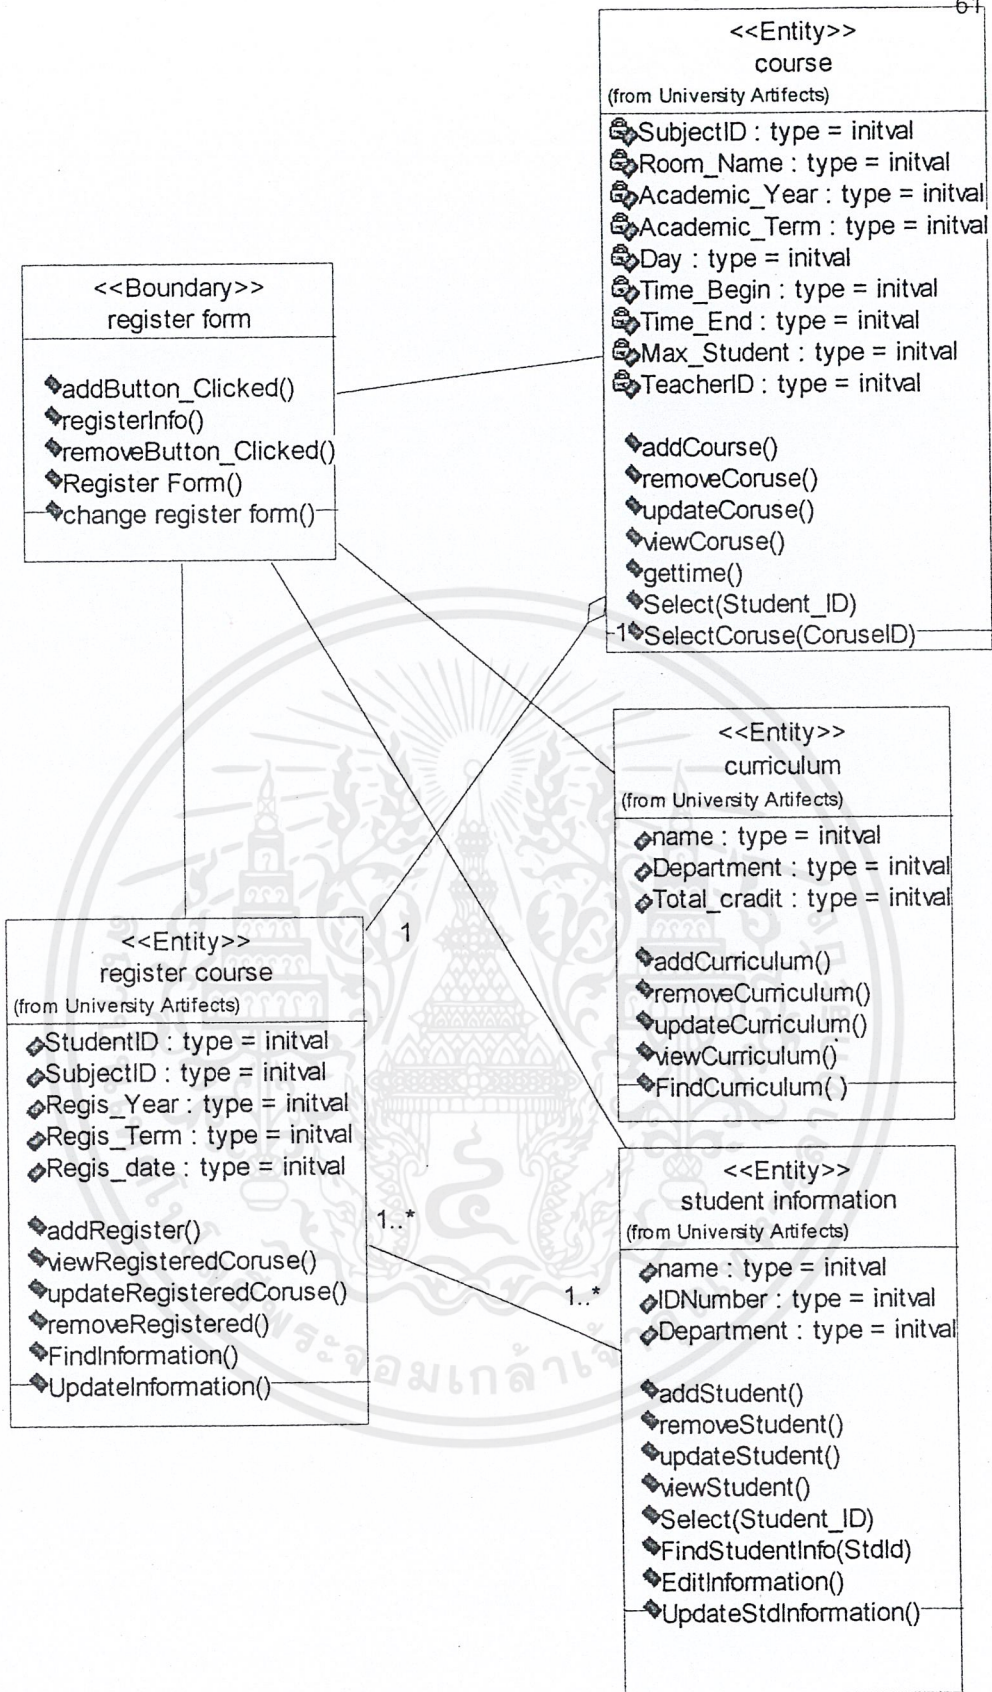 61
<<Entity>>
course
(from University Artifects)
SubjectID : type = initval
Room_Name : type = initval
Academic_Year : type = initval
Academic_Term : type = initval
Day : type = initval
Time_Begin : type = initval
Time_End : type = initval
Max_Student : type = initval
TeacherID : type = initval
addCourse()
removeCoruse()
updateCoruse()
viewCoruse()
gettime()
Select(Student_ID)
1
SelectCoruse(CoruseID)
<<Boundary>>
register form
addButton_Clicked()
registerInfo()
removeButton_Clicked()
Register Form()
change register form()
<<Entity>>
curriculum
(from University Artifects)
name : type = initval
Department : type = initval
Total_cradit : type = initval
addCurriculum()
removeCurriculum()
updateCurriculum()
viewCurriculum()
FindCurriculum( )
<<Entity>>
register course
(from University Artifects)
StudentID : type = initval
SubjectID : type = initval
Regis_Year : type = initval
Regis_Term : type = initval
Regis_date : type = initval
addRegister()
viewRegisteredCoruse()
updateRegisteredCoruse()
removeRegistered()
FindInformation()
UpdateInformation()
1
1..*
1..*
<<Entity>>
student information
(from University Artifects)
name : type = initval
IDNumber : type = initval
Department : type = initval
addStudent()
removeStudent()
updateStudent()
viewStudent()
Select(Student_ID)
FindStudentInfo(StdId)
EditInformation()
UpdateStdInformation()